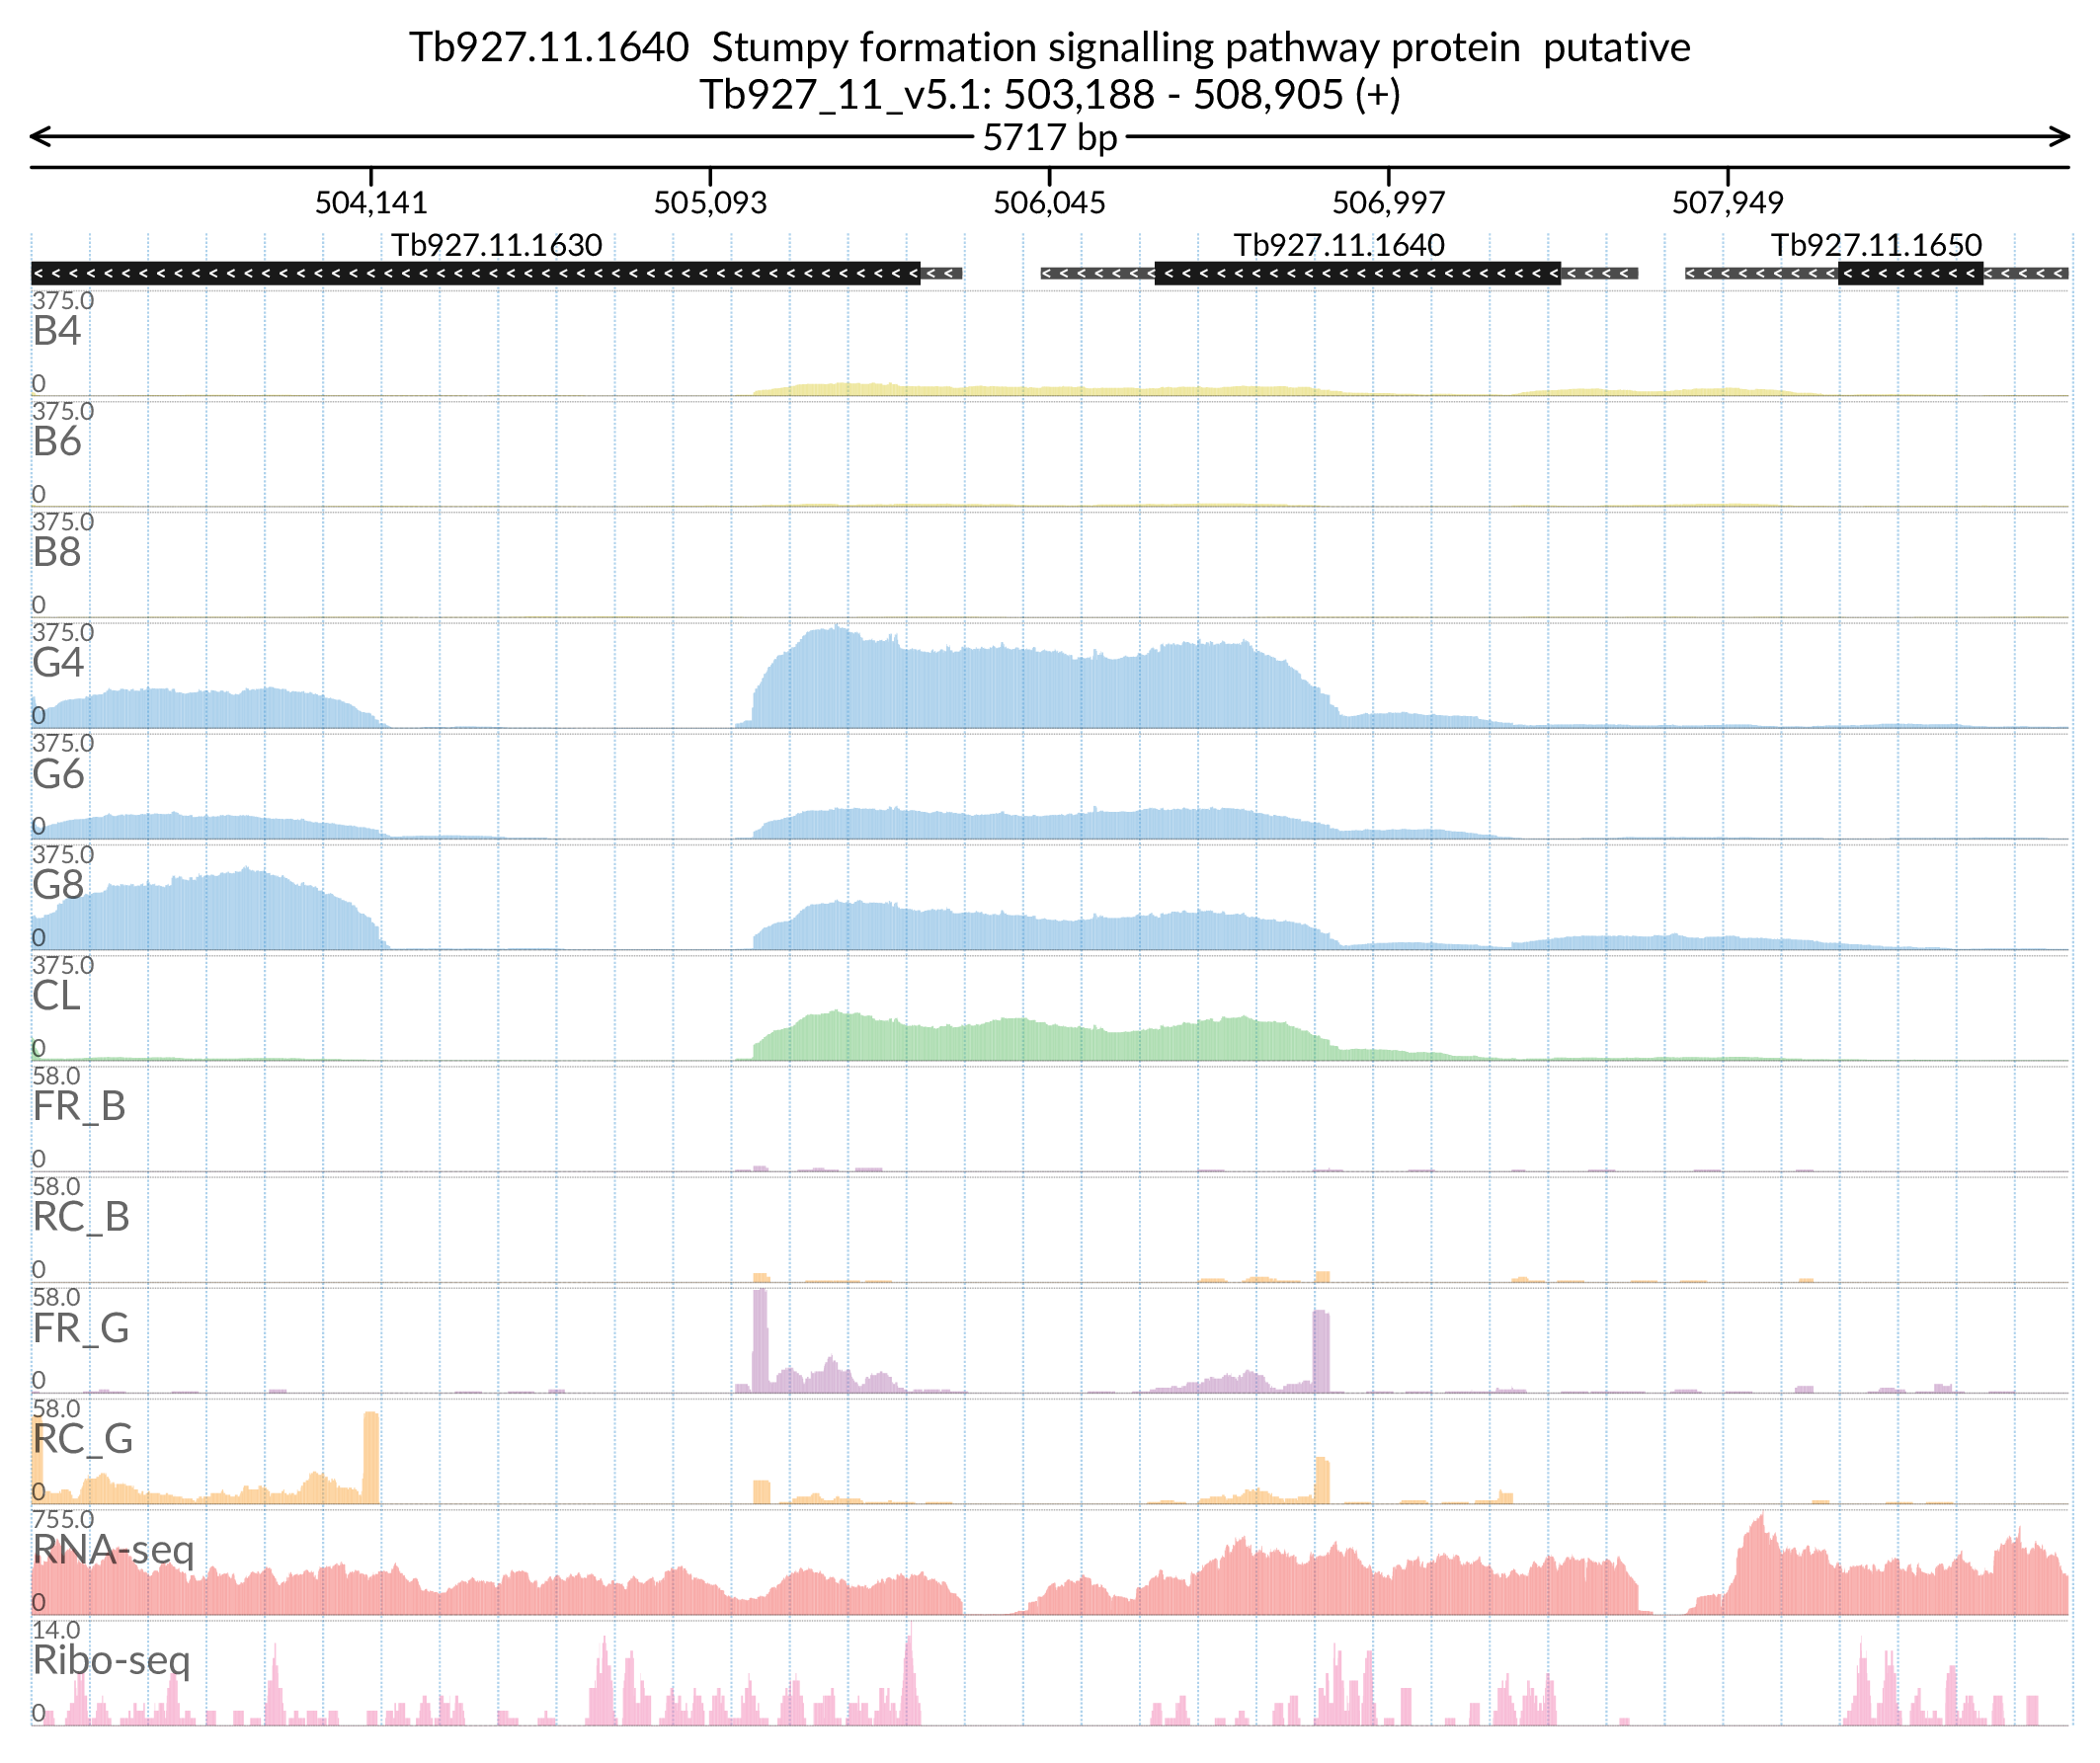 Tb927.11.1640  Stumpy formation signalling pathway protein  putative
Tb927_11_v5.1: 503,188 - 508,905 (+)
5717 bp
504,141 505,093 506,045 506,997 507,949
Tb927.11.1630 Tb927.11.1640 Tb927.11.1650
375.0
B4
0
375.0
B6
0
375.0
B8
0
375.0
G4
0
375.0
G6
0
375.0
G8
0
375.0
CL
0
58.0
FR_B
0
58.0
RC_B
0
58.0
FR_G
0
58.0
RC_G
0
755.0
RNA-seq
0
14.0
Ribo-seq
0